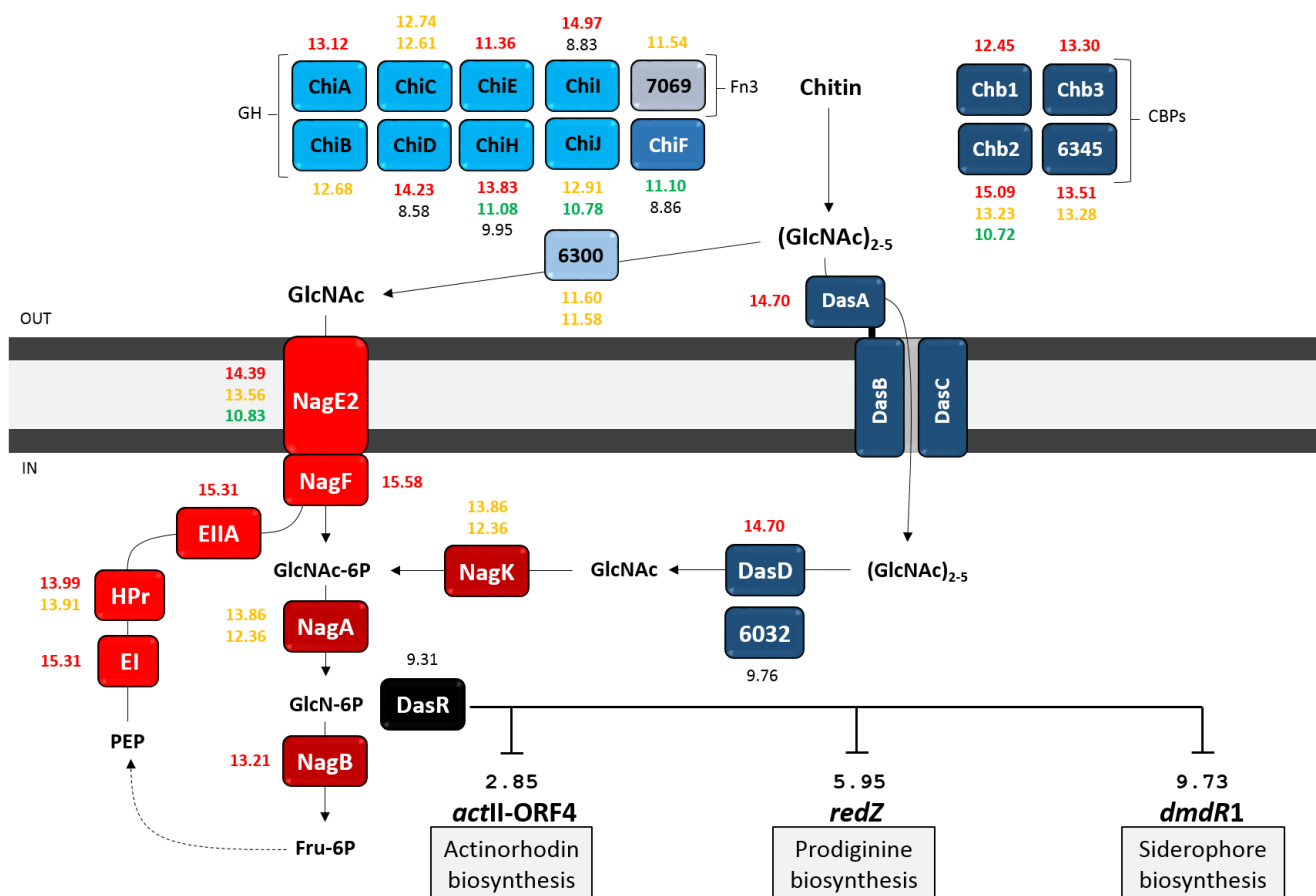 12.74
14.97
13.12
12.61
11.36
8.83
11.54
12.45
13.30
ChiA
ChiC
ChiE
ChiI
7069
Fn3
Chitin
Chb1
Chb3
GH
CBPs
ChiB
ChiD
ChiH
ChiJ
ChiF
Chb2
6345
12.68
14.23
8.58
13.83
11.08
9.95
12.91
10.78
11.10
8.86
15.09
13.23
10.72
13.51
13.28
(GlcNAc)2-5
6300
11.60
11.58
GlcNAc
14.70
DasA
OUT
14.39
13.56
10.83
NagE2
DasB
DasC
IN
NagF
15.58
15.31
EIIA
13.86
12.36
14.70
GlcNAc-6P
NagK
GlcNAc
DasD
(GlcNAc)2-5
13.99
13.91
HPr
13.86
12.36
NagA
6032
9.76
15.31
EI
9.31
GlcN-6P
DasR
PEP
13.21
NagB
2.85
5.95
9.73
actII-ORF4
redZ
dmdR1
Fru-6P
Actinorhodin
biosynthesis
Prodiginine
biosynthesis
Siderophore
biosynthesis